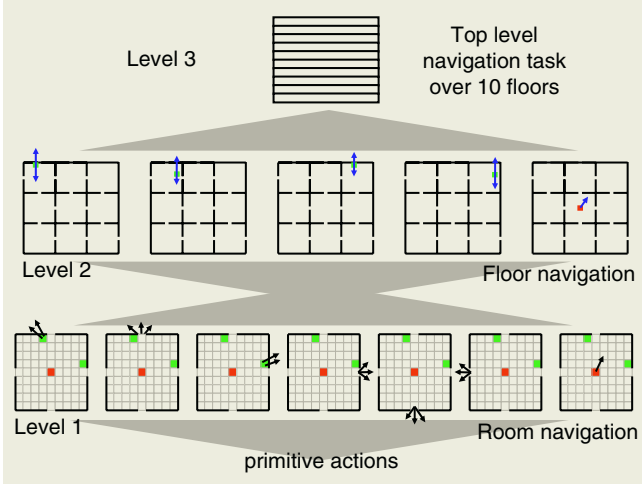 Level 3
Top level
navigation task
over 10 floors
Level 2
Floor navigation
Level 1
Room navigation
primitive actions